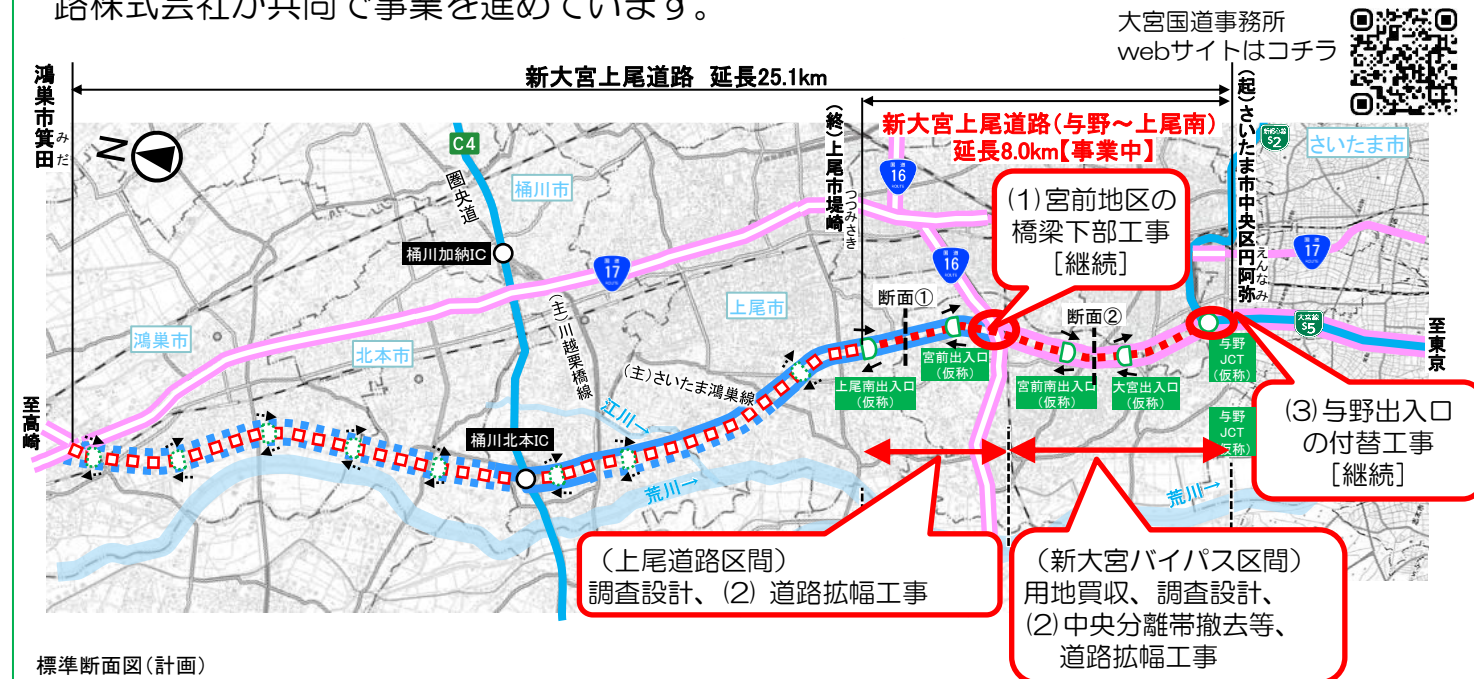 路株式会社が共同で事業を進めています。
大宮国道事務所
webサイトはコチラ
鴻巣市箕田
みだ
新大宮上尾道路 延長25.1km
(起)さいたま市中央区円阿弥
えんなみ
(終)上尾市堤崎
つつみさき
新大宮上尾道路(与野～上尾南)
延長8.0km【事業中】
N
C4
圏央道
桶川市
国道
16
ROUTE
S2
さいたま市
(1)宮前地区の
橋梁下部工事
[継続]
桶川加納IC
国道
17
ROUTE
国道
16
ROUTE
国道
17
ROUTE
上尾市
断面①
断面②
大宮線
S5
至東京
鴻巣市
北本市
(主)川越栗橋線
(主)さいたま鴻巣線
上尾南出入口
(仮称)
宮前出入口
(仮称)
宮前南出入口
(仮称)
大宮出入口
(仮称)
与野
JCT
(仮称)
至高崎
江川→
桶川北本IC
与野
JCT
仮称)
(3)与野出入口
の付替工事
[継続]
荒川→
荒川→
(上尾道路区間)
調査設計、(2) 道路拡幅工事
(新大宮バイパス区間)
用地買収、調査設計、
(2)中央分離帯撤去等、
道路拡幅工事
標準断面図(計画)